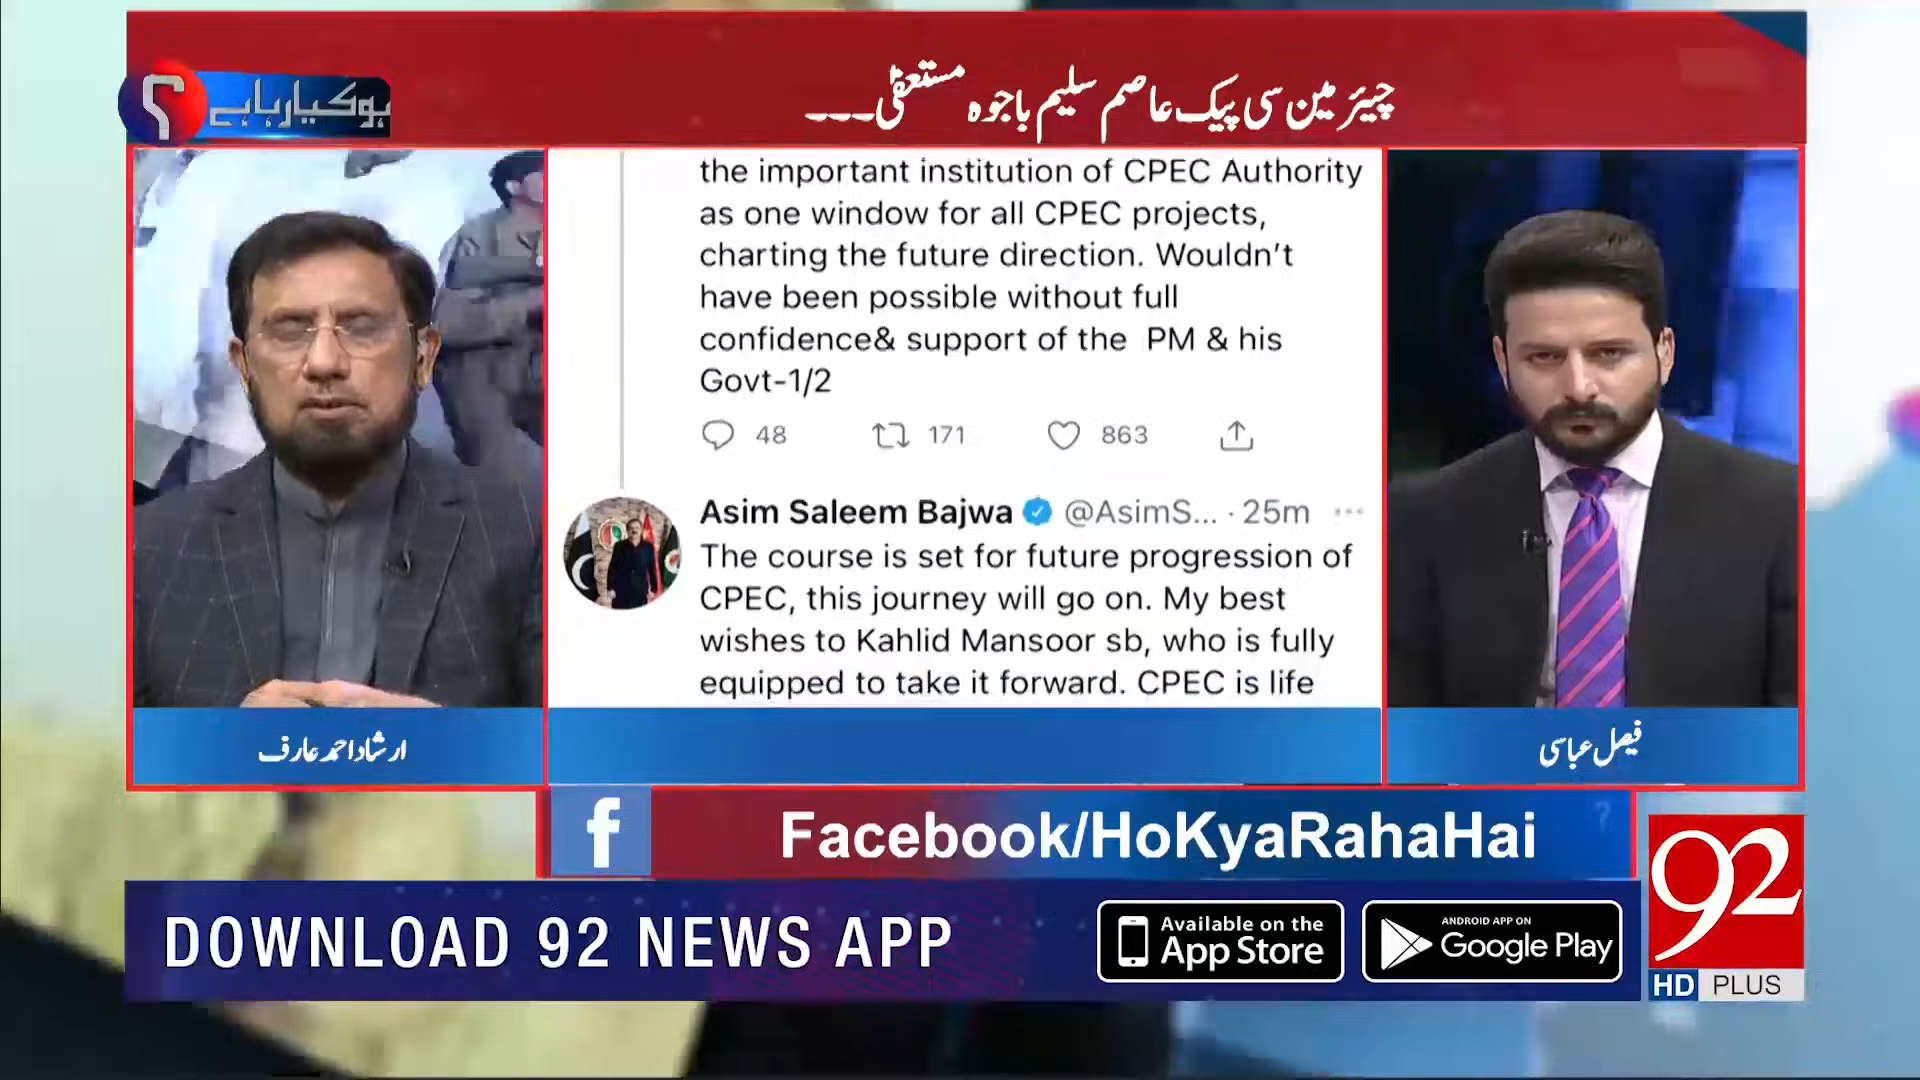 چیئرمین سی پیک عاصم سلیم باجوہ مستعفی۔۔۔
ہو کیا رہا ہے ؟
the important institution of CPEC Authority
as one window for all CPEC projects,
charting the future direction. Wouldn't
have been possible without full
confidence& support of the PM & his
Govt-1/2
48 171 863
Asim Saleem Bajwa @AsimS... · 25m
The course is set for future progression of
CPEC, this journey will go on. My best
wishes to Kahlid Mansoor sb, who is fully
equipped to take it forward. CPEC is life
ارشاد احمد عارف
فیصل عباسی
f Facebook/HoKyaRahaHai
DOWNLOAD 92 NEWS APP
Available on the
App Store
ANDROID APP ON
Google Play
92
HD PLUS